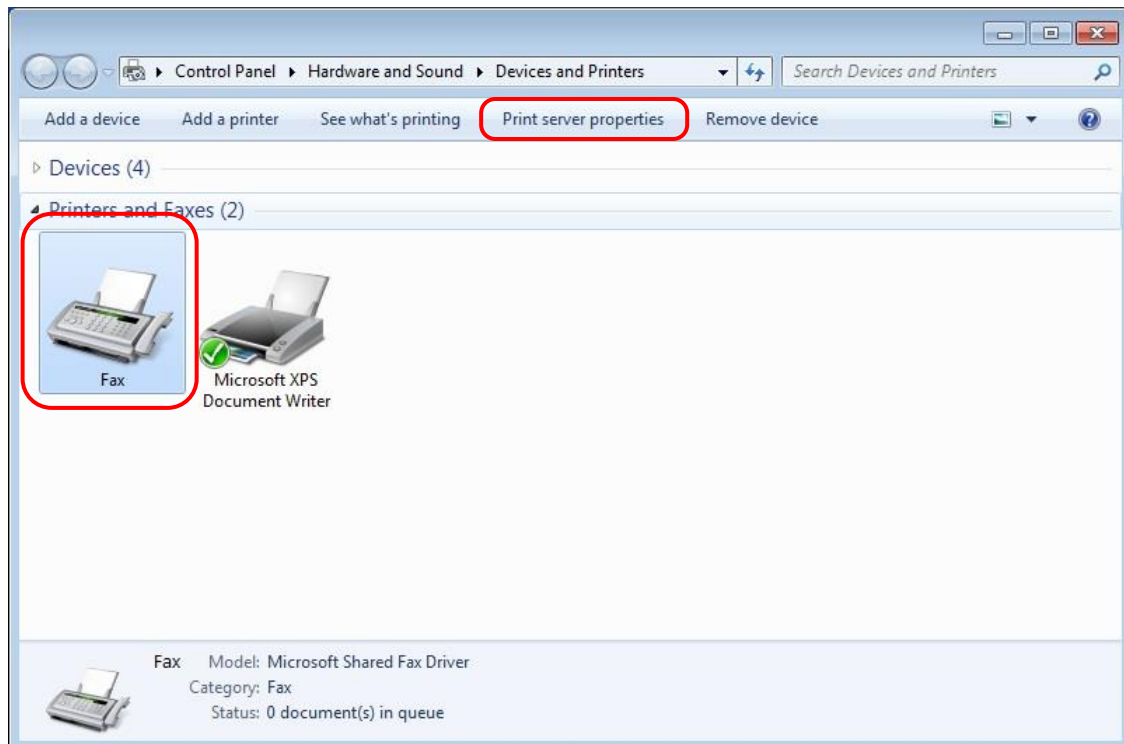 Control Panel Hardware and Sound Devices and Printers Search Devices and Printers
Add a device Add a printer See what's printing Print server properties Remove device
Devices (4)
Printers and Faxes (2)
Fax
Microsoft XPS
Document Writer
Fax Model: Microsoft Shared Fax Driver
Category: Fax
Status: 0 document(s) in queue